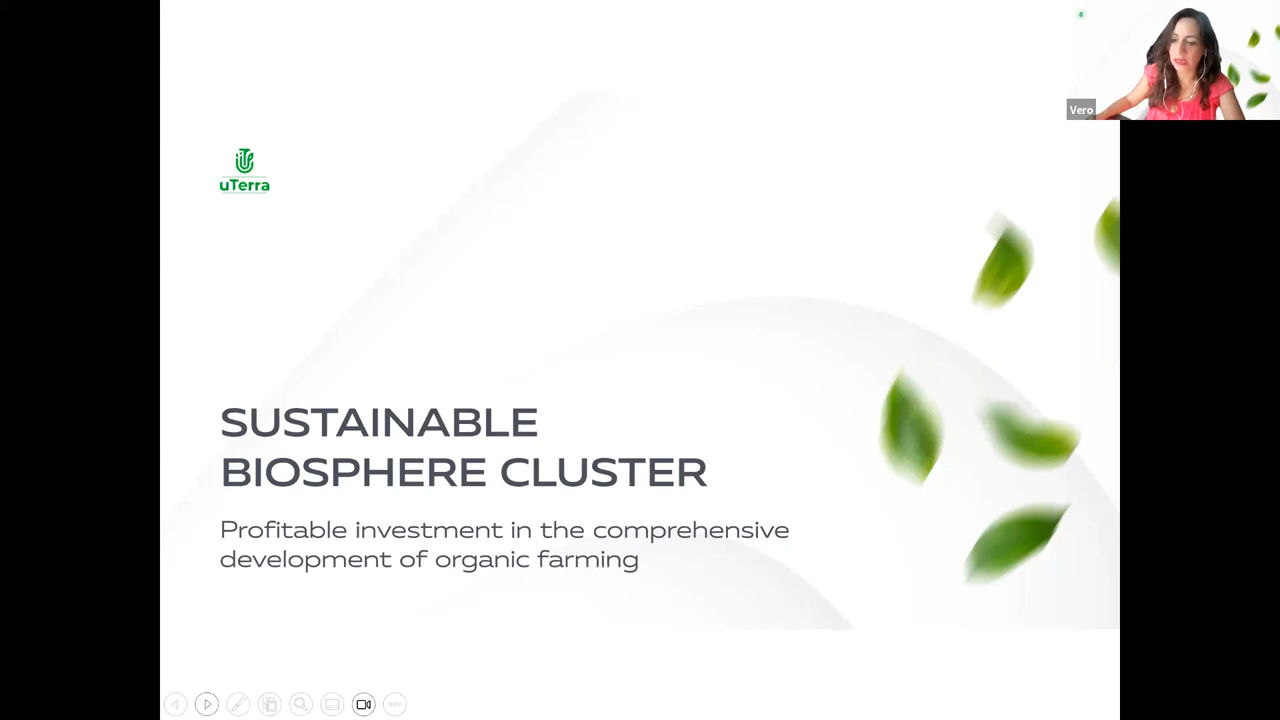 Vero
uTerra
SUSTAINABLE
BIOSPHERE CLUSTER
Profitable investment in the comprehensive
development of organic farming